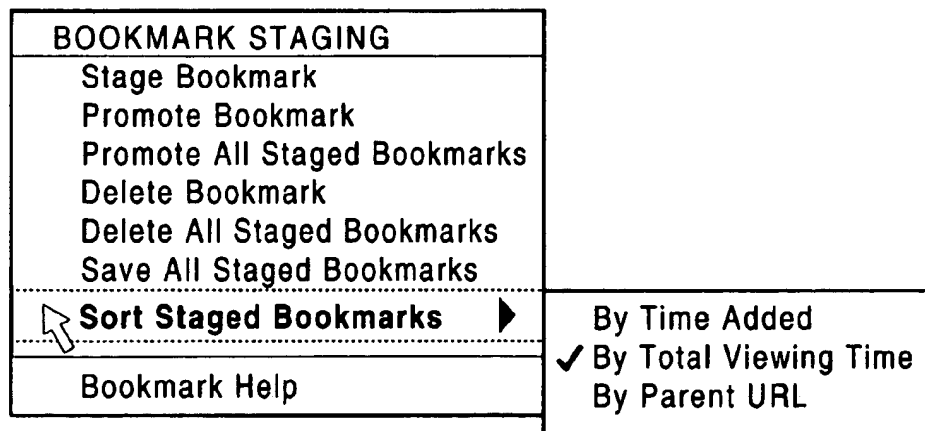 BOOKMARK STAGING
Stage Bookmark
Promote Bookmark
Promote All Staged Bookmarks
Delete Bookmark
Delete All Staged Bookmarks
Save All Staged Bookmarks
Sort Staged Bookmarks
By Time Added
By Total Viewing Time
By Parent URL
Bookmark Help